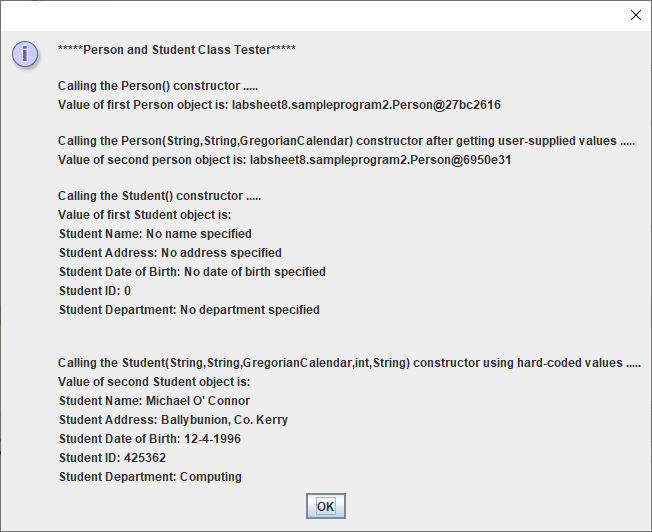 *****Person and Student Class Tester*****
Calling the Person() constructor .....
Value of first Person object is: labsheet8.sampleprogram2.Person@27bc2616
Calling the Person(String,String,GregorianCalendar) constructor after getting user-supplied values .....
Value of second person object is: labsheet8.sampleprogram2.Person@6950e31
Calling the Student() constructor .....
Value of first Student object is:
Student Name: No name specified
Student Address: No address specified
Student Date of Birth: No date of birth specified
Student ID: 0
Student Department: No department specified
Calling the Student(String,String,GregorianCalendar,int,String) constructor using hard-coded values .....
Value of second Student object is:
Student Name: Michael O' Connor
Student Address: Ballybunion, Co. Kerry
Student Date of Birth: 12-4-1996
Student ID: 425362
Student Department: Computing
OK